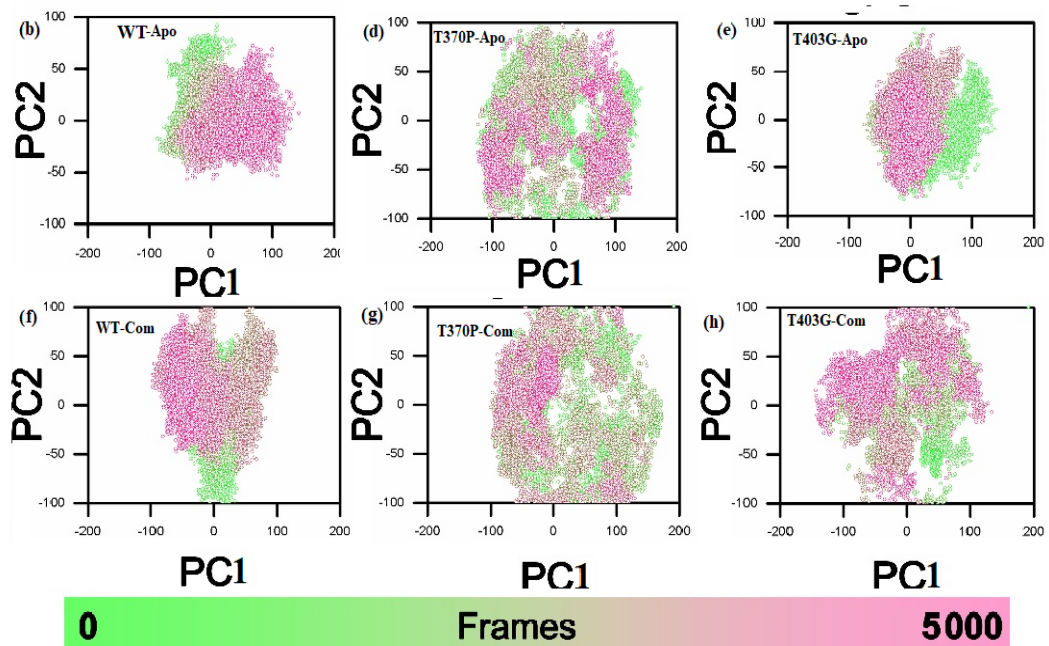 (b) WT-Apo
100
50
0
-50
-100
PC2
-200 -100 0 100 200
PC1
(d) T370P-Apo
100
50
0
-50
-100
PC2
-200 -100 0 100 200
PC1
(e) T403G-Apo
100
50
0
-50
-100
PC2
-200 -100 0 100 200
PC1
(f) WT-Com
100
50
0
-50
-100
PC2
-200 -100 0 100 200
PC1
(g) T370P-Com
100
50
0
-50
-100
PC2
-200 -100 0 100 200
PC1
(h) T403G-Com
100
50
0
-50
-100
PC2
-200 -100 0 100 200
PC1
0 Frames 5000